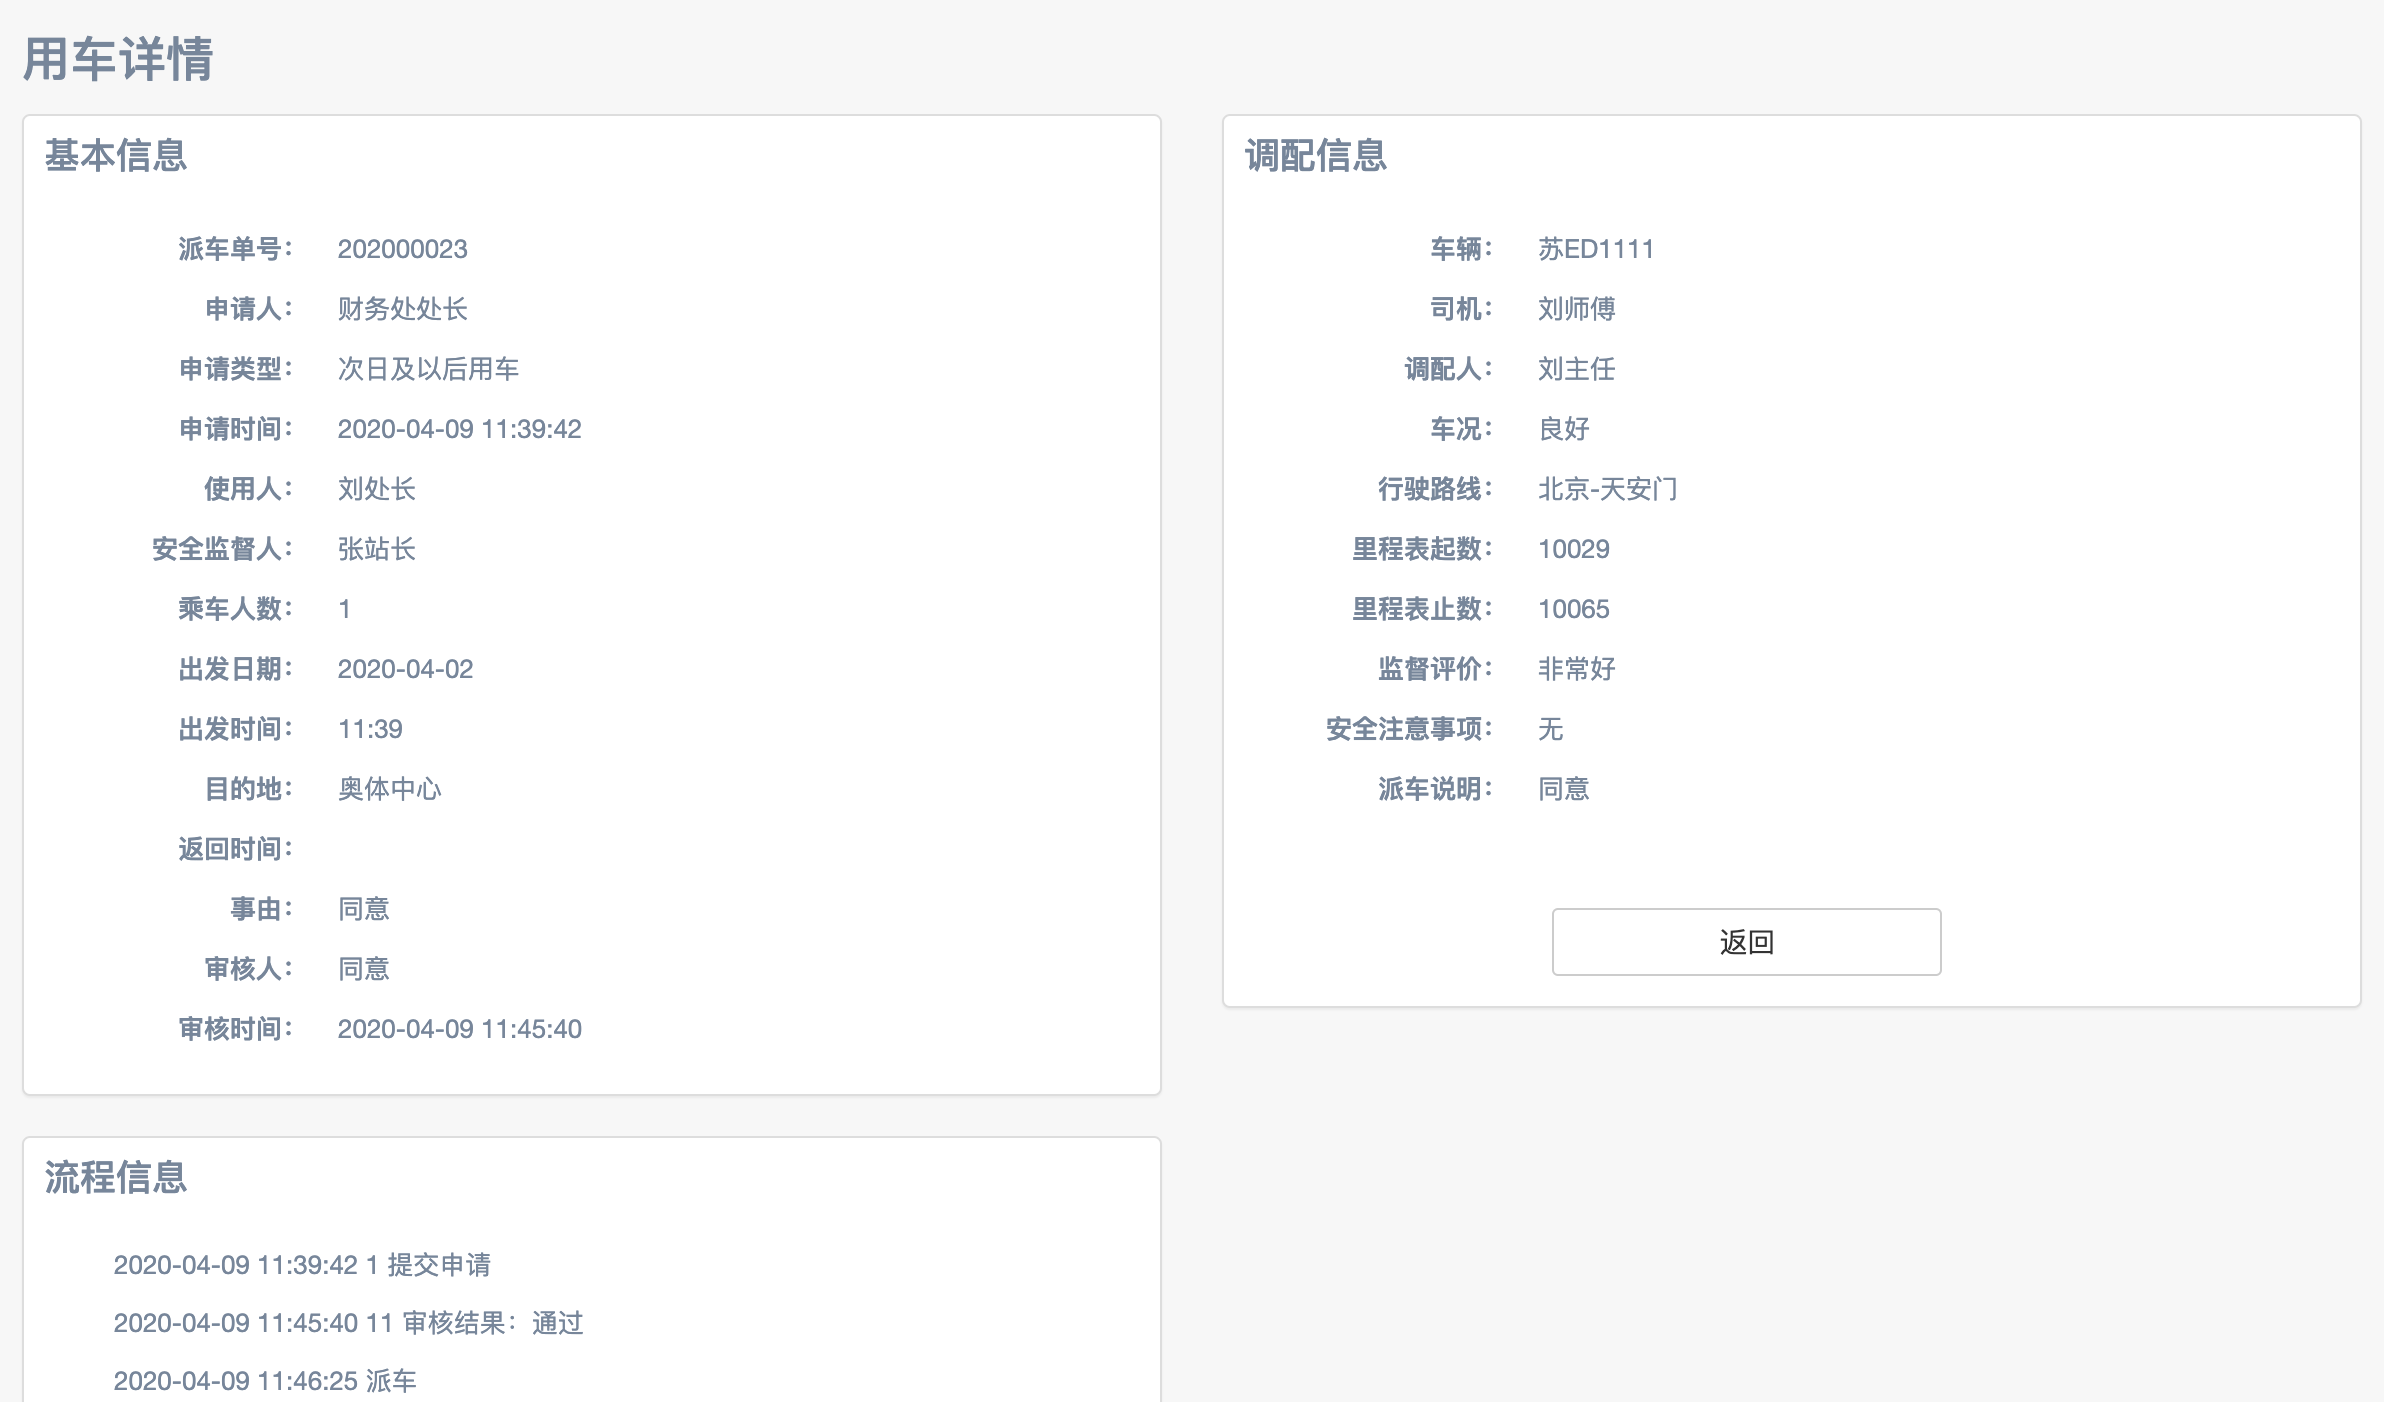 用车详情
基本信息
派车单号： 202000023
申请人： 财务处处长
申请类型： 次日及以后用车
申请时间： 2020-04-09 11:39:42
使用人： 刘处长
安全监督人： 张站长
乘车人数： 1
出发日期： 2020-04-02
出发时间： 11:39
目的地： 奥体中心
返回时间：
事由： 同意
审核人： 同意
审核时间： 2020-04-09 11:45:40
调配信息
车辆： 苏ED1111
司机： 刘师傅
调配人： 刘主任
车况： 良好
行驶路线： 北京-天安门
里程表起数： 10029
里程表止数： 10065
监督评价： 非常好
安全注意事项： 无
派车说明： 同意
返回
流程信息
2020-04-09 11:39:42 1 提交申请
2020-04-09 11:45:40 11 审核结果：通过
2020-04-09 11:46:25 派车